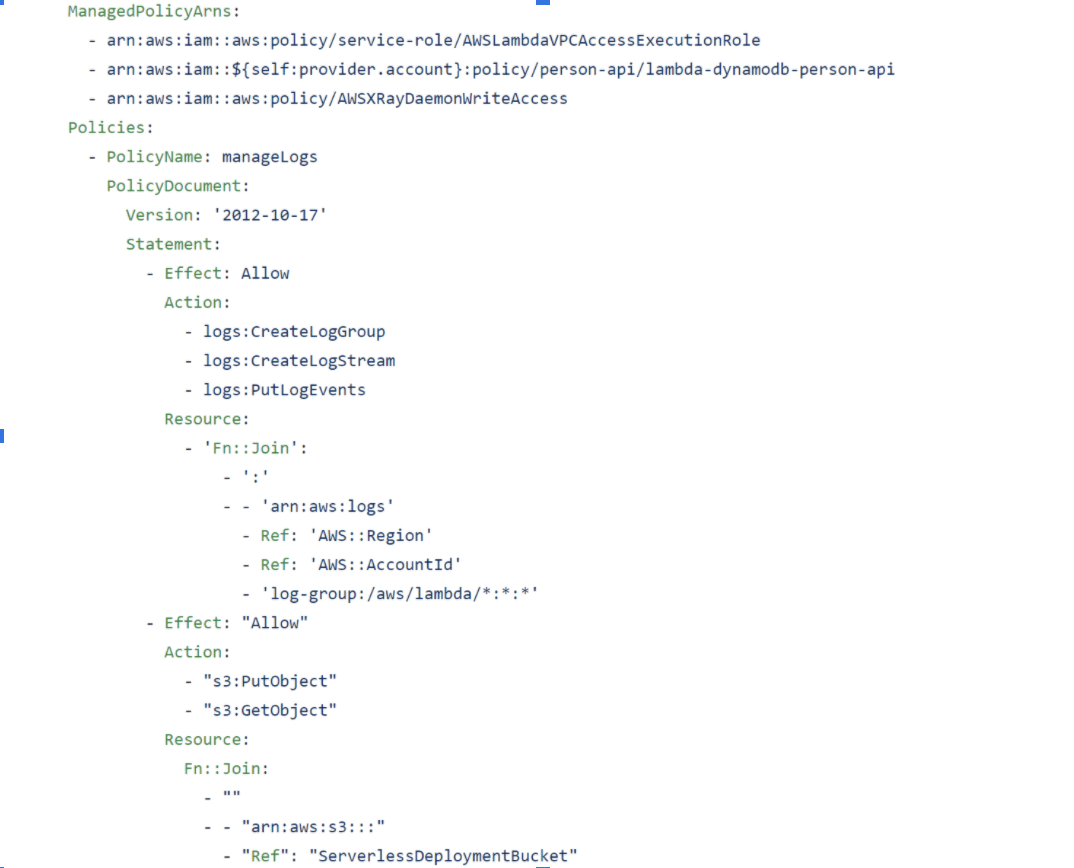 ManagedPolicyArns:
  - arn:aws:iam::aws:policy/service-role/AWSLambdaVPCAccessExecutionRole
  - arn:aws:iam::${self:provider.account}:policy/person-api/lambda-dynamodb-person-api
  - arn:aws:iam::aws:policy/AWSXRayDaemonWriteAccess
Policies:
  - PolicyName: manageLogs
    PolicyDocument:
      Version: '2012-10-17'
      Statement:
        - Effect: Allow
          Action:
            - logs:CreateLogGroup
            - logs:CreateLogStream
            - logs:PutLogEvents
          Resource:
            - 'Fn::Join':
                - ':'
                - - 'arn:aws:logs'
                  - Ref: 'AWS::Region'
                  - Ref: 'AWS::AccountId'
                  - 'log-group:/aws/lambda/*:*:*'
        - Effect: "Allow"
          Action:
            - "s3:PutObject"
            - "s3:GetObject"
          Resource:
            Fn::Join:
              - ""
              - - "arn:aws:s3:::"
                - "Ref": "ServerlessDeploymentBucket"